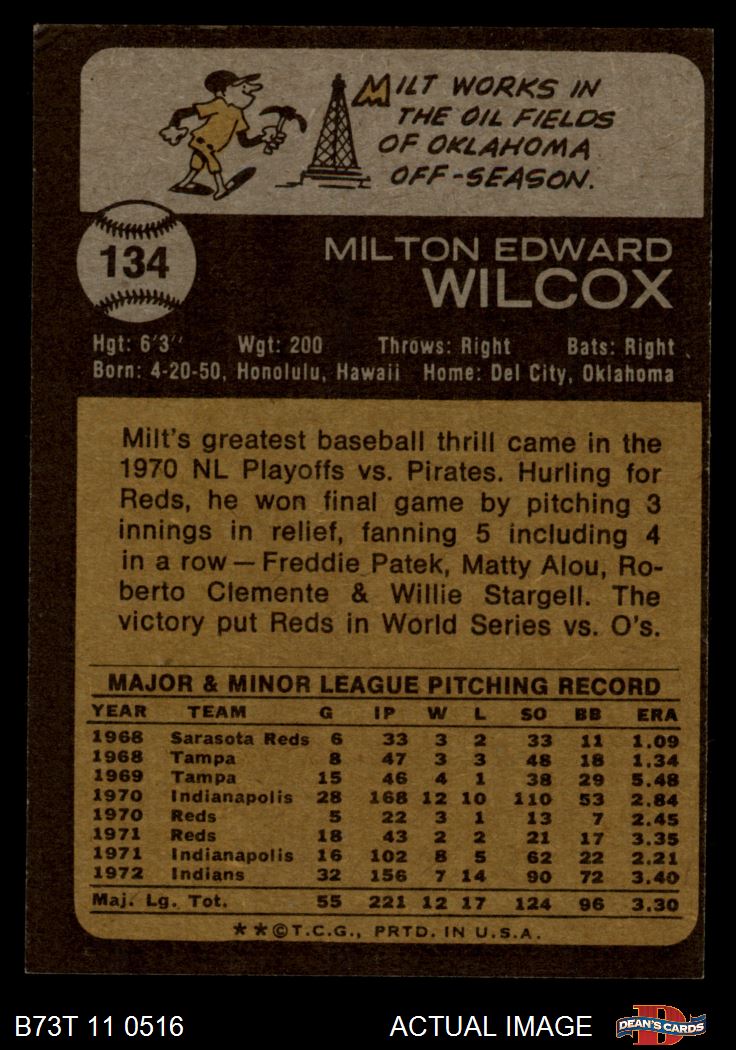 MILT WORKS IN
THE OIL FIELDS
OF OKLAHOMA
OFF-SEASON.
134
MILTON EDWARD
WILCOX
Hgt: 6'3" Wgt: 200 Throws: Right Bats: Right
Born: 4-20-50, Honolulu, Hawaii Home: Del City, Oklahoma
Milt's greatest baseball thrill came in the
1970 NL Playoffs vs. Pirates. Hurling for
Reds, he won final game by pitching 3
innings in relief, fanning 5 including 4
in a row — Freddie Patek, Matty Alou, Ro-
berto Clemente & Willie Stargell. The
victory put Reds in World Series vs. O's.
MAJOR & MINOR LEAGUE PITCHING RECORD
YEAR TEAM G IP W L SO BB ERA
1968 Sarasota Reds 6 33 3 2 33 11 1.09
1968 Tampa 8 47 3 3 48 18 1.34
1969 Tampa 15 46 4 1 38 29 5.48
1970 Indianapolis 28 168 12 10 110 53 2.84
1970 Reds 5 22 3 1 13 7 2.45
1971 Reds 18 43 2 2 21 17 3.35
1971 Indianapolis 16 102 8 5 62 22 2.21
1972 Indians 32 156 7 14 90 72 3.40
Maj. Lg. Tot. 55 221 12 17 124 96 3.30
**©T.C.G., PRTD. IN U.S.A.
B73T 11 0516 ACTUAL IMAGE DEAN'S CARDS